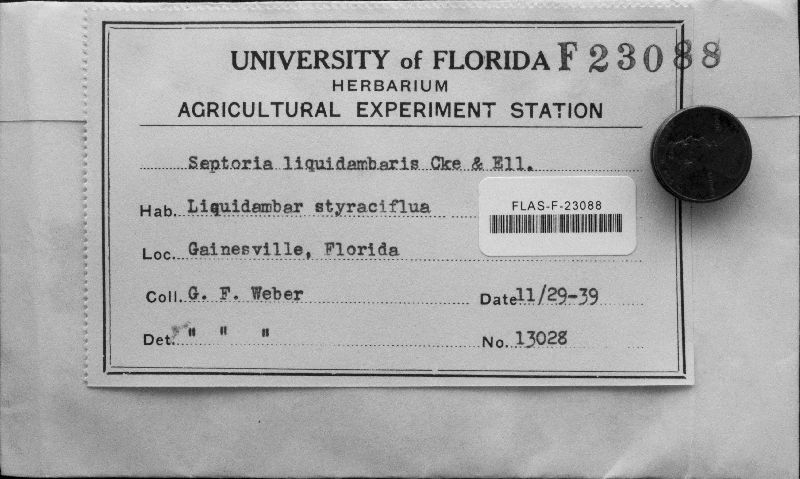 UNIVERSITY of FLORIDA F23088
HERBARIUM
AGRICULTURAL EXPERIMENT STATION
Septoria liquidambaris Cke & Ell.
Hab. Liquidambar styraciflua
FLAS-F-23088
Loc. Gainesville, Florida
Coll. G. F. Weber Date 11/29-39
Det. " " " No. 13028